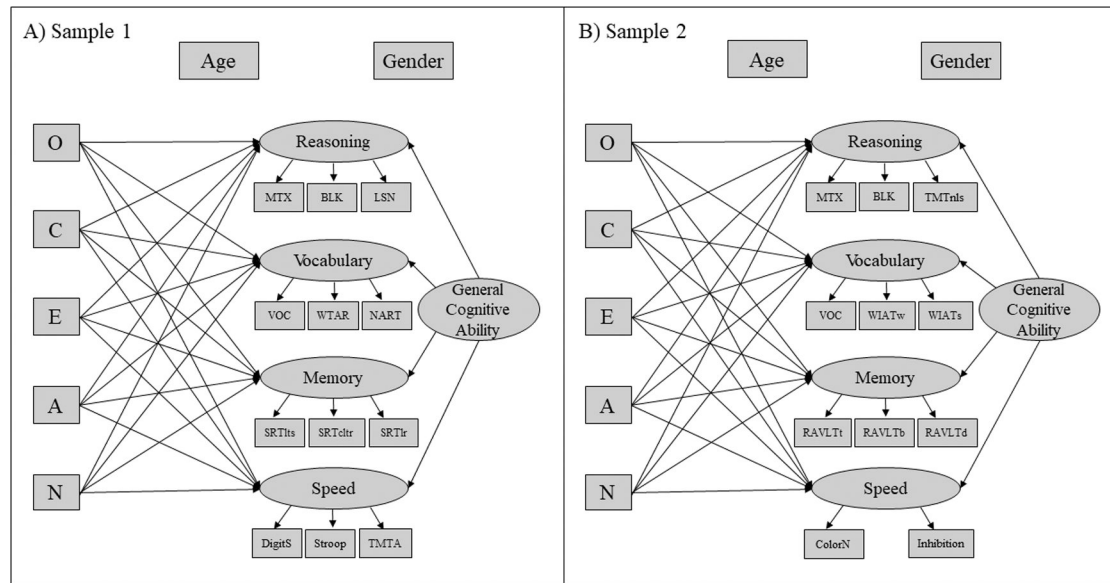 A) Sample 1
Age
Gender
O
C
E
A
N
Reasoning
MTX
BLK
LSN
Vocabulary
VOC
WTAR
NART
General
Cognitive
Ability
Memory
SRTlts
SRTcltr
SRTlr
Speed
DigitS
Stroop
TMTA
B) Sample 2
Age
Gender
O
C
E
A
N
Reasoning
MTX
BLK
TMTnls
Vocabulary
VOC
WIATw
WIATs
General
Cognitive
Ability
Memory
RAVLTt
RAVLTb
RAVLTd
Speed
ColorN
Inhibition